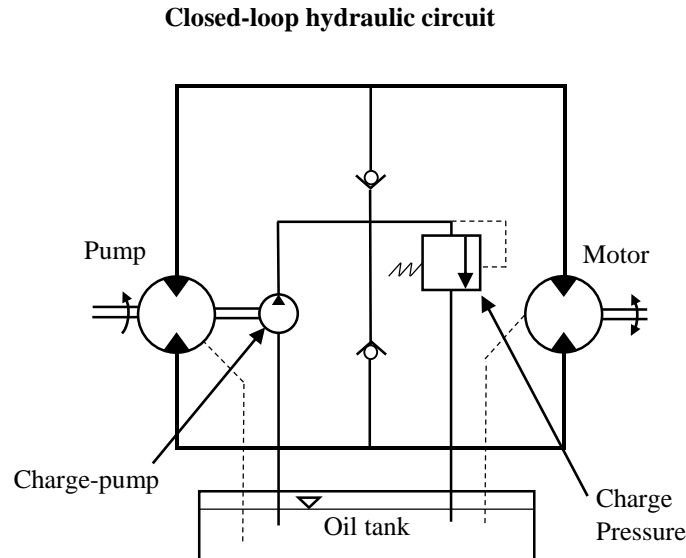 Closed-loop hydraulic circuit
Pump
Motor
Charge-pump
Charge
Pressure
Oil tank